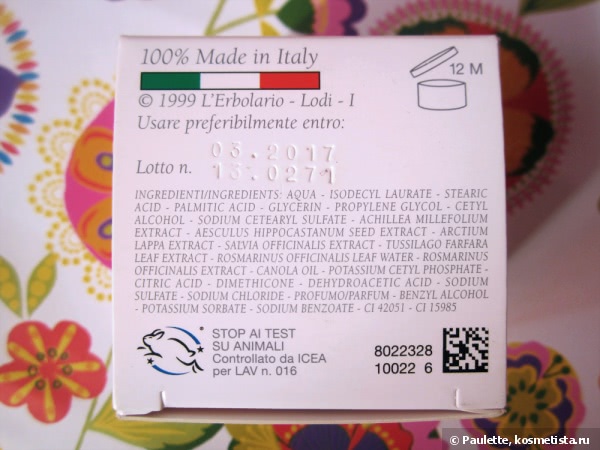 100% Made in Italy
12 M
© 1999 L'Erbolario - Lodi - I
Usare preferibilmente entro:
03.2017
Lotto n. 13.0271
INGREDIENTI/INGREDIENTS: AQUA - ISODECYL LAURATE - STEARIC
ACID - PALMITIC ACID - GLYCERIN - PROPYLENE GLYCOL - CETYL
ALCOHOL - SODIUM CETEARYL SULFATE - ACHILLEA MILLEFOLIUM
EXTRACT - AESCULUS HIPPOCASTANUM SEED EXTRACT - ARCTIUM
LAPPA EXTRACT - SALVIA OFFICINALIS EXTRACT - TUSSILAGO FARFARA
LEAF EXTRACT - ROSMARINUS OFFICINALIS LEAF WATER - ROSMARINUS
OFFICINALIS EXTRACT - CANOLA OIL - POTASSIUM CETYL PHOSPHATE -
CITRIC ACID - DIMETHICONE - DEHYDROACETIC ACID - SODIUM
SULFATE - SODIUM CHLORIDE - PROFUMO/PARFUM - BENZYL ALCOHOL
- POTASSIUM SORBATE - SODIUM BENZOATE - CI 42051 - CI 15985
STOP AI TEST
SU ANIMALI
Controllato da ICEA
per LAV n. 016
8022328
10022 6
© Paulette, kosmetista.ru